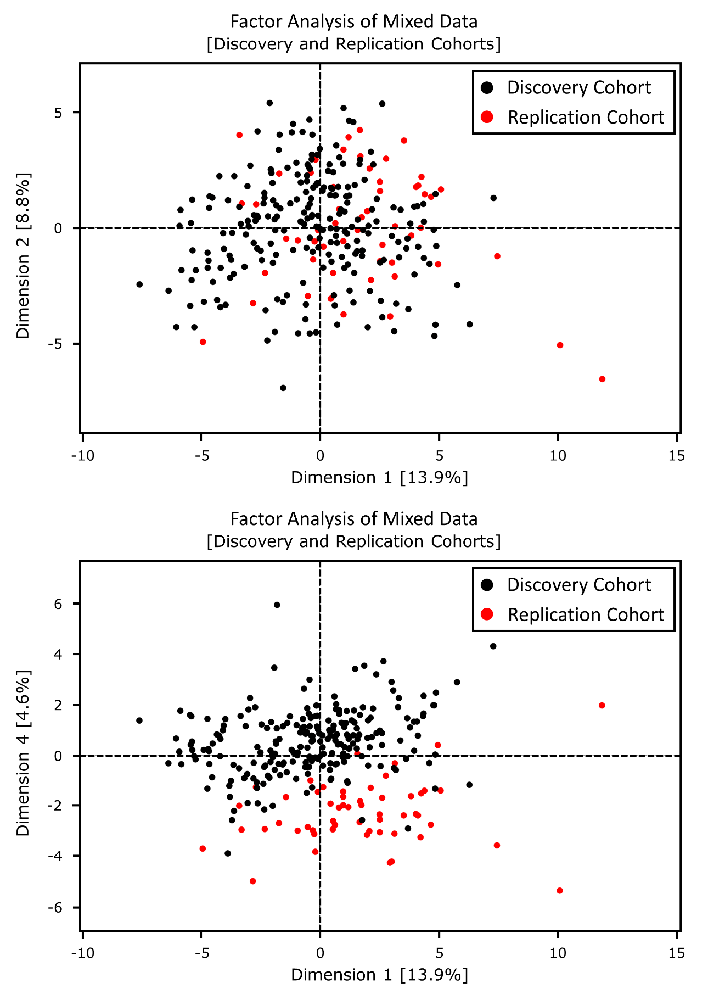 Factor Analysis of Mixed Data
[Discovery and Replication Cohorts]
Discovery Cohort
Replication Cohort
5
0
-5
Dimension 2 [8.8%]
-10 -5 0 5 10 15
Dimension 1 [13.9%]
Factor Analysis of Mixed Data
[Discovery and Replication Cohorts]
Discovery Cohort
Replication Cohort
6
4
2
0
-2
-4
-6
Dimension 4 [4.6%]
-10 -5 0 5 10 15
Dimension 1 [13.9%]